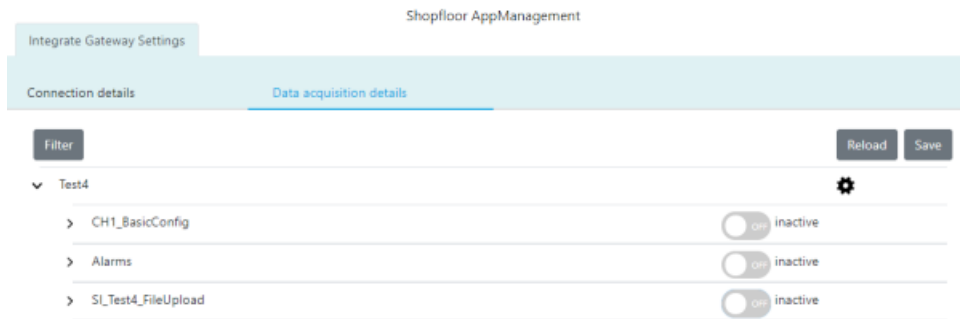 Shopfloor AppManagement
Integrate Gateway Settings
Connection details Data acquisition details
Filter Reload Save
Test4
CH1_BasicConfig OFF inactive
Alarms OFF inactive
SI_Test4_FileUpload OFF inactive